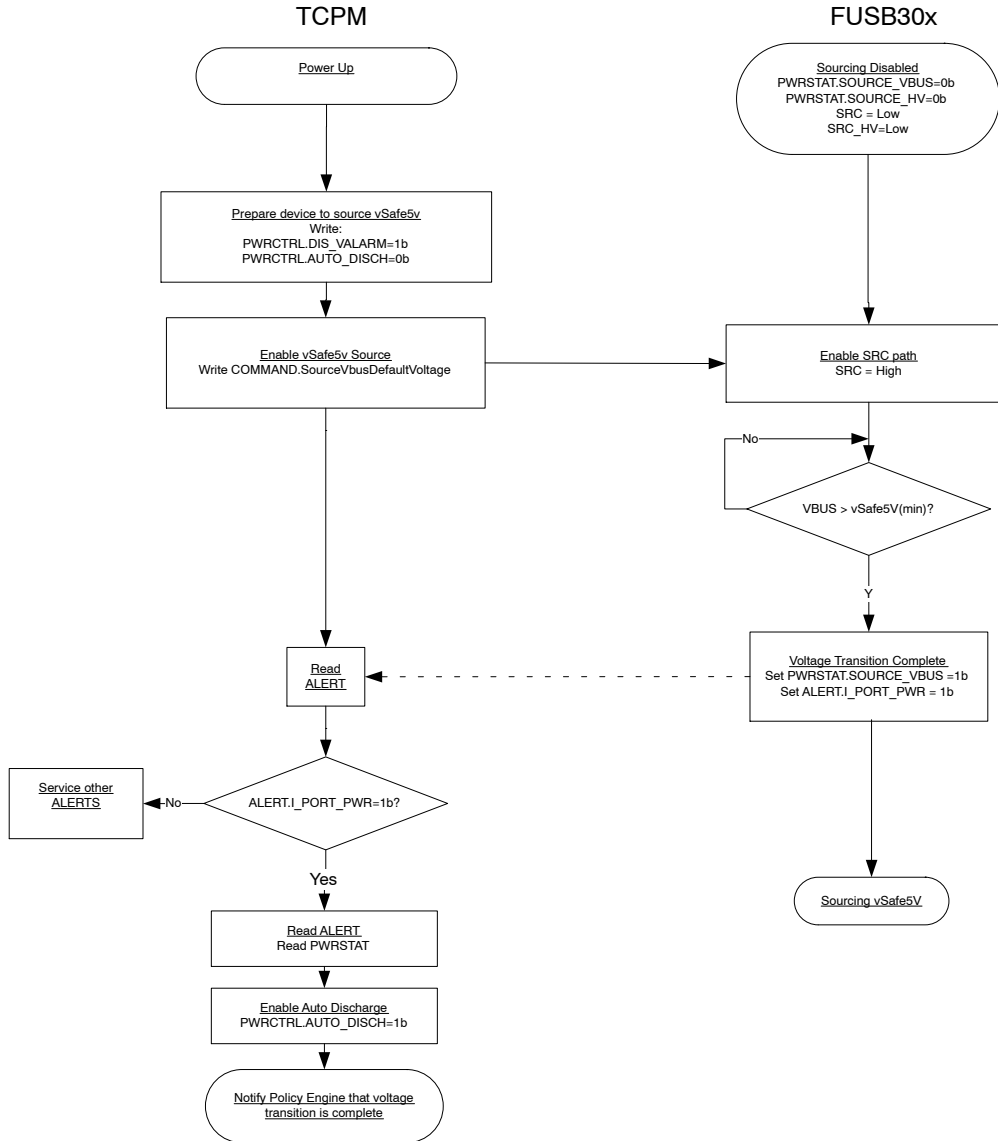 TCPM
FUSB30x
Power Up
Sourcing Disabled
PWRSTAT.SOURCE_VBUS=0b
PWRSTAT.SOURCE_HV=0b
SRC = Low
SRC_HV=Low
Prepare device to source vSafe5v
Write:
PWRCTRL.DIS_VALARM=1b
PWRCTRL.AUTO_DISCH=0b
Enable vSafe5v Source
Write COMMAND.SourceVbusDefaultVoltage
Enable SRC path
SRC = High
No
VBUS > vSafe5V(min)?
Y
Read
ALERT
Voltage Transition Complete
Set PWRSTAT.SOURCE_VBUS =1b
Set ALERT.I_PORT_PWR = 1b
Service other
ALERTS
No
ALERT.I_PORT_PWR=1b?
Yes
Sourcing vSafe5V
Read ALERT
Read PWRSTAT
Enable Auto Discharge
PWRCTRL.AUTO_DISCH=1b
Notify Policy Engine that voltage
transition is complete